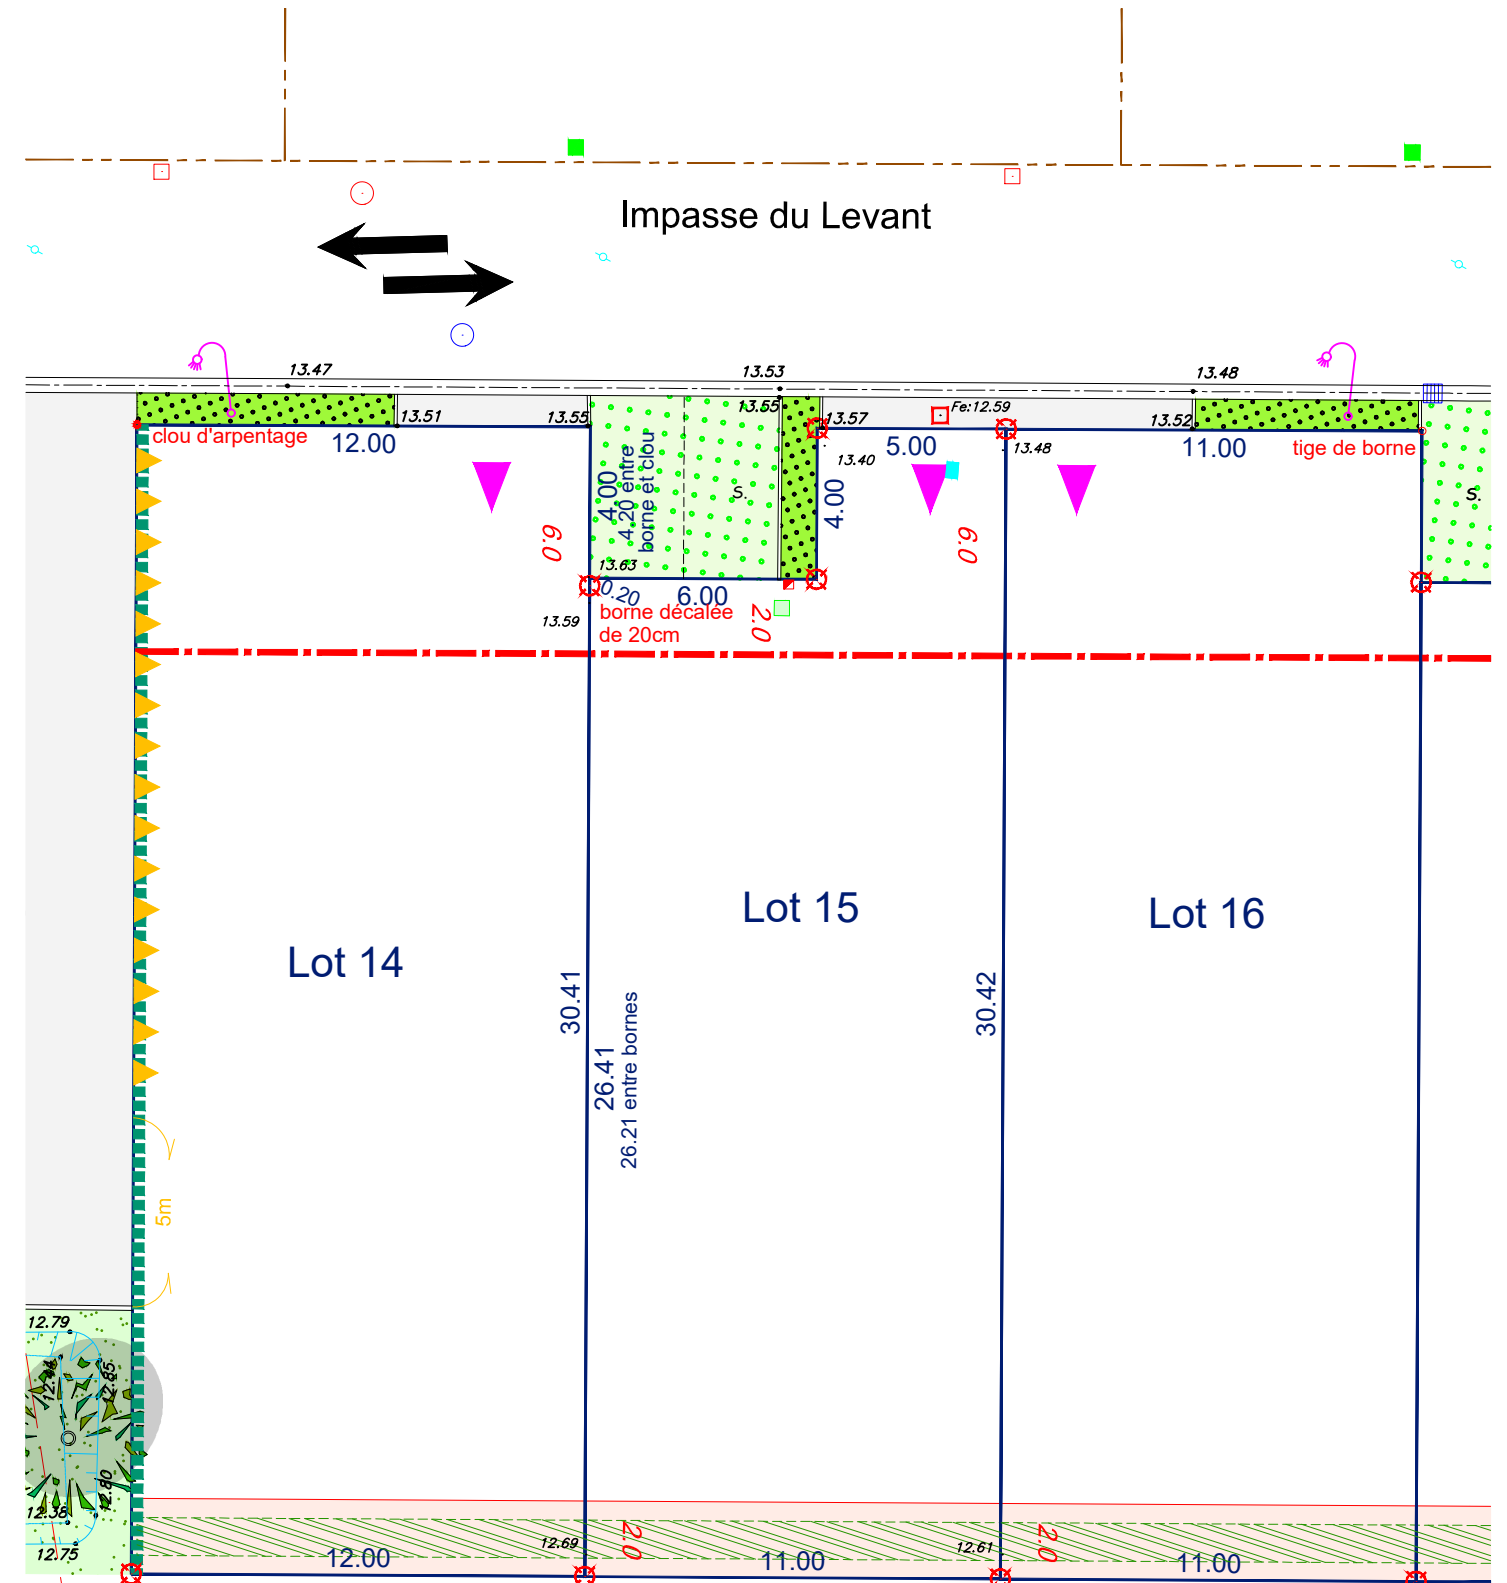 Impasse du Levant
13.47
13.53
13.48
13.51
13.55
13.55
13.57
Fe:12.59
13.52
clou d'arpentage
12.00
5.00
11.00
tige de borne
13.40
13.48
4.00
4.20 entre
borne et clou
S.
4.00
S.
6.0
6.0
13.63
0.20
6.00
borne décalée
de 20cm
2.0
13.59
Lot 14
Lot 15
Lot 16
30.41
26.41
26.21 entre bornes
30.42
5m
12.79
12.85
12.80
12.38
12.75
12.69
2.0
12.61
2.0
12.00
11.00
11.00